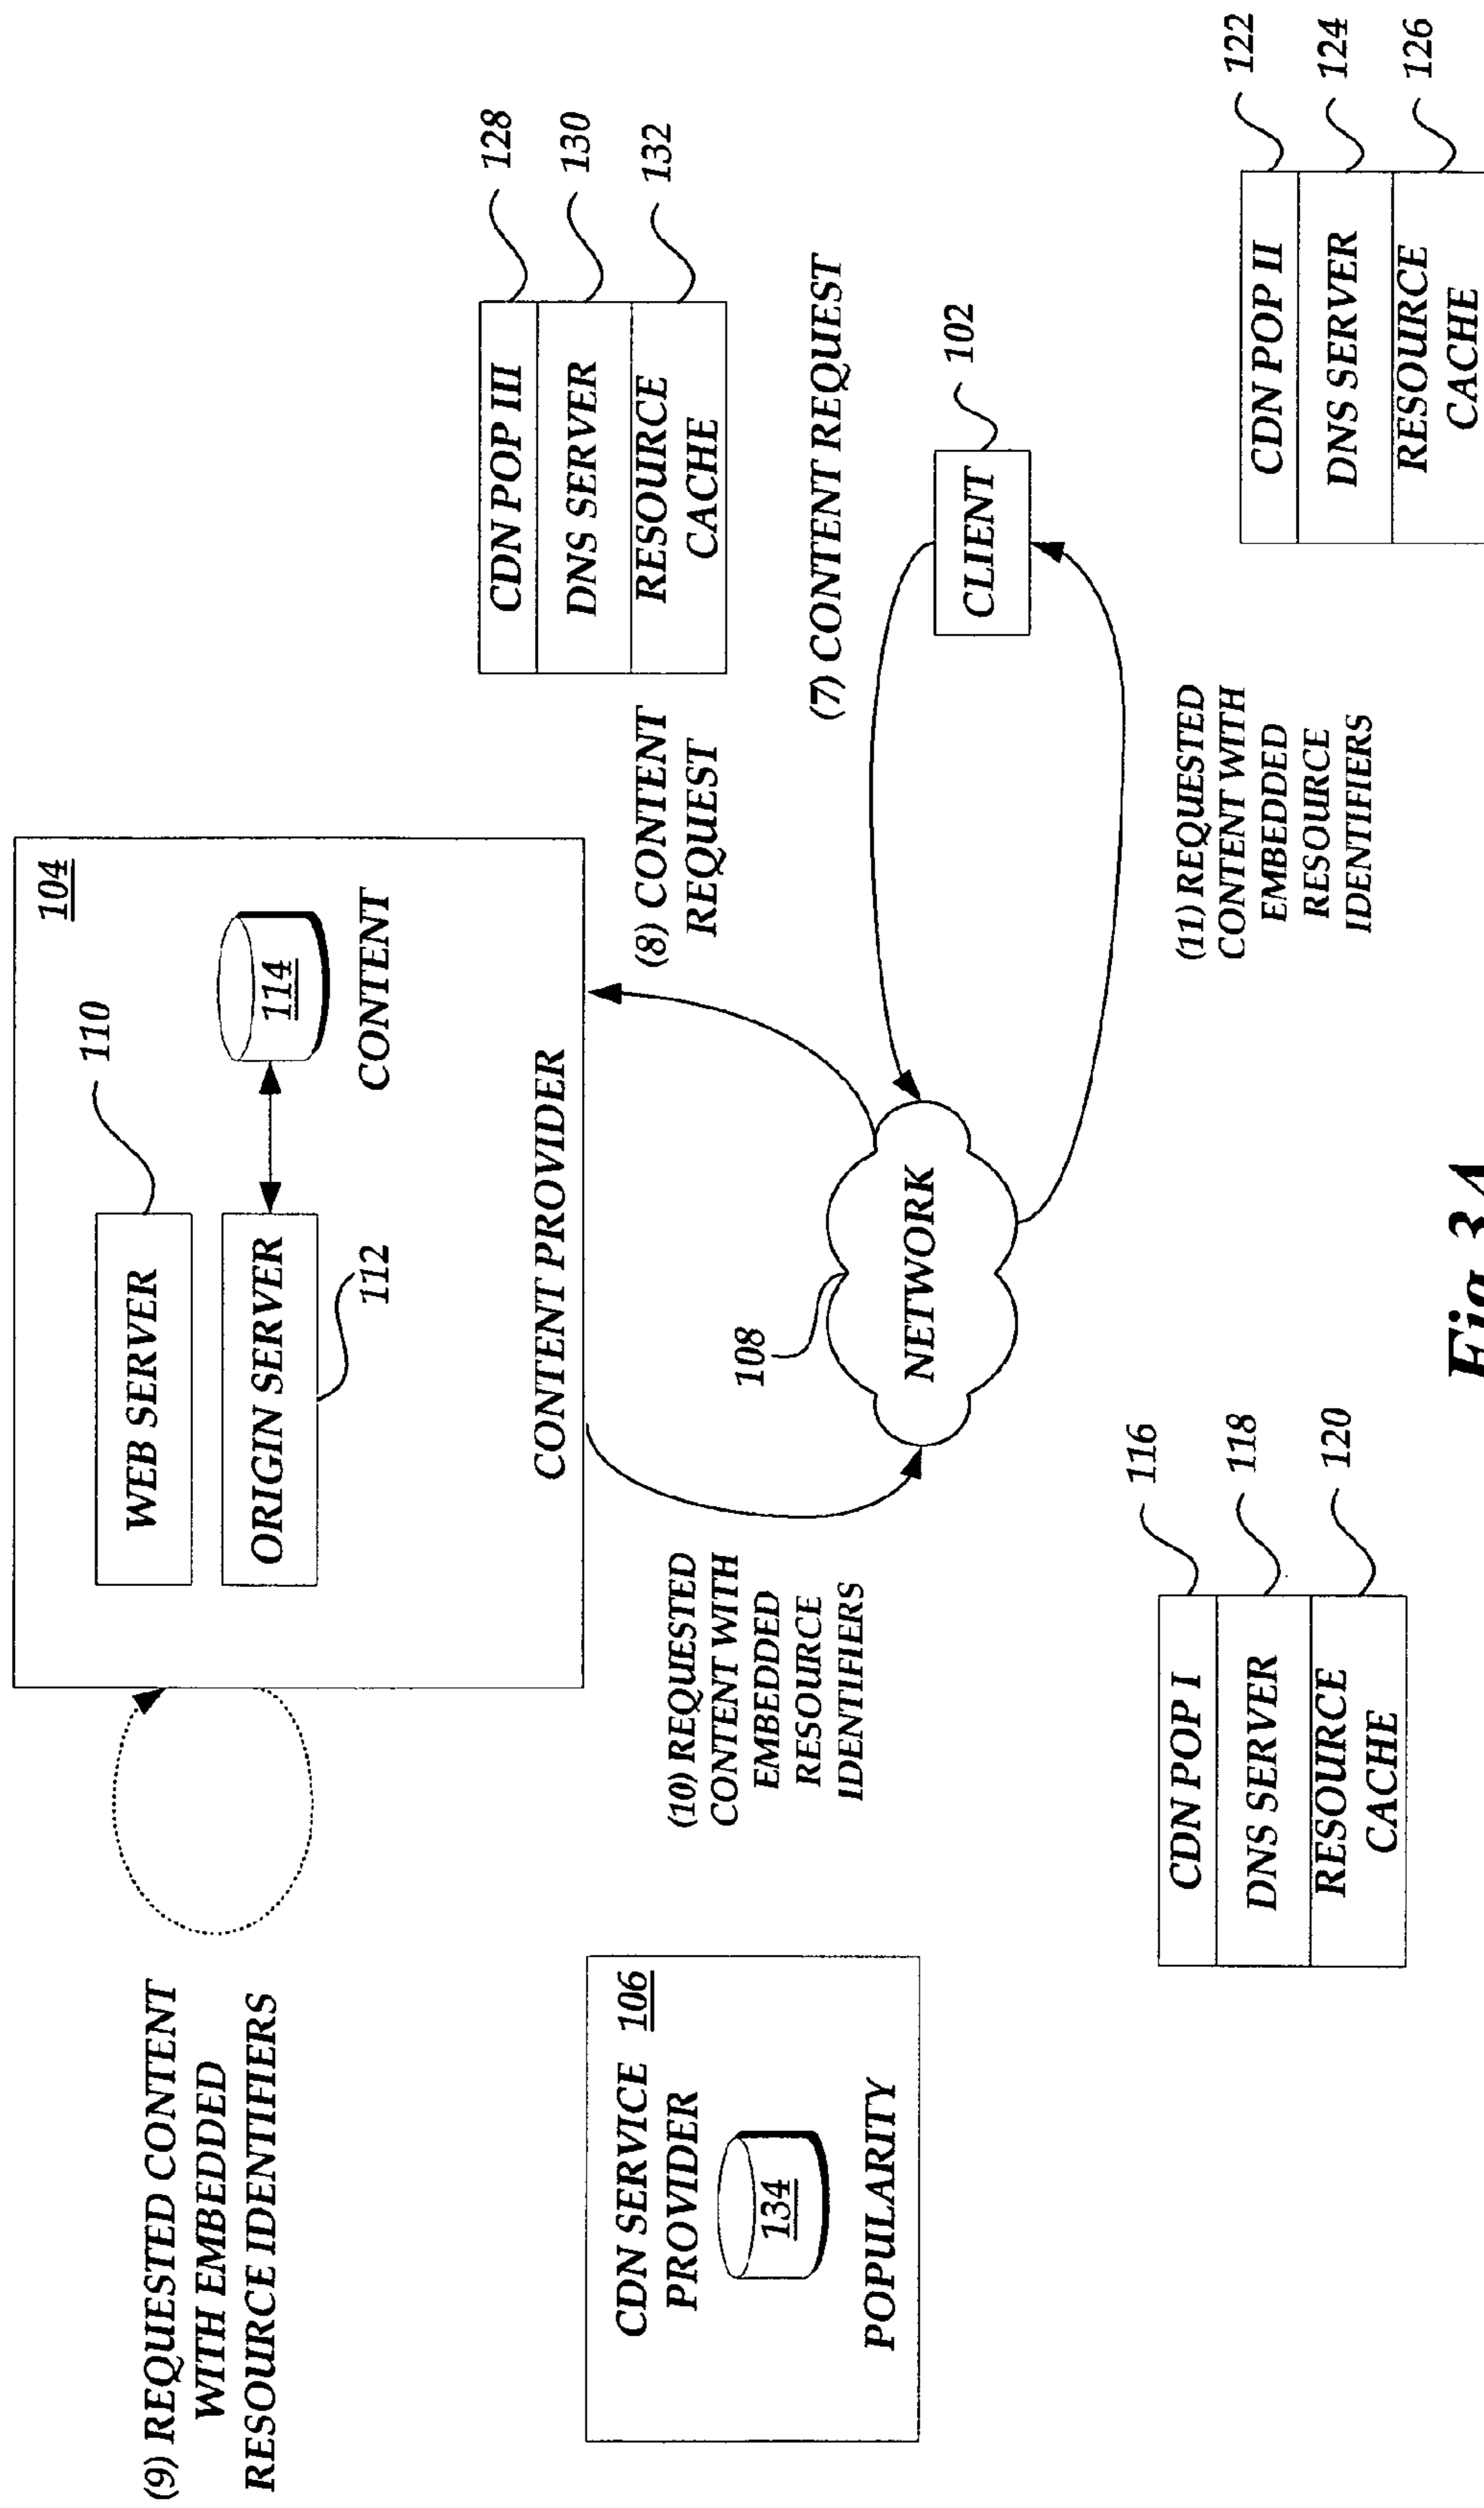 (9) REQUESTED CONTENT
WITH EMBEDDED
RESOURCE IDENTIFIERS
104
WEB SERVER
110
ORIGIN SERVER
112
114
CONTENT
CONTENT PROVIDER
CDN SERVICE
PROVIDER
106
134
POPULARITY
(10) REQUESTED
CONTENT WITH
EMBEDDED
RESOURCE
IDENTIFIERS
(8) CONTENT
REQUEST
CDN POP III
DNS SERVER
RESOURCE
CACHE
128
130
132
108
NETWORK
(7) CONTENT REQUEST
CLIENT
102
(11) REQUESTED
CONTENT WITH
EMBEDDED
RESOURCE
IDENTIFIERS
CDN POP I
DNS SERVER
RESOURCE
CACHE
116
118
120
CDN POP II
DNS SERVER
RESOURCE
CACHE
122
124
126
Fig.3A.